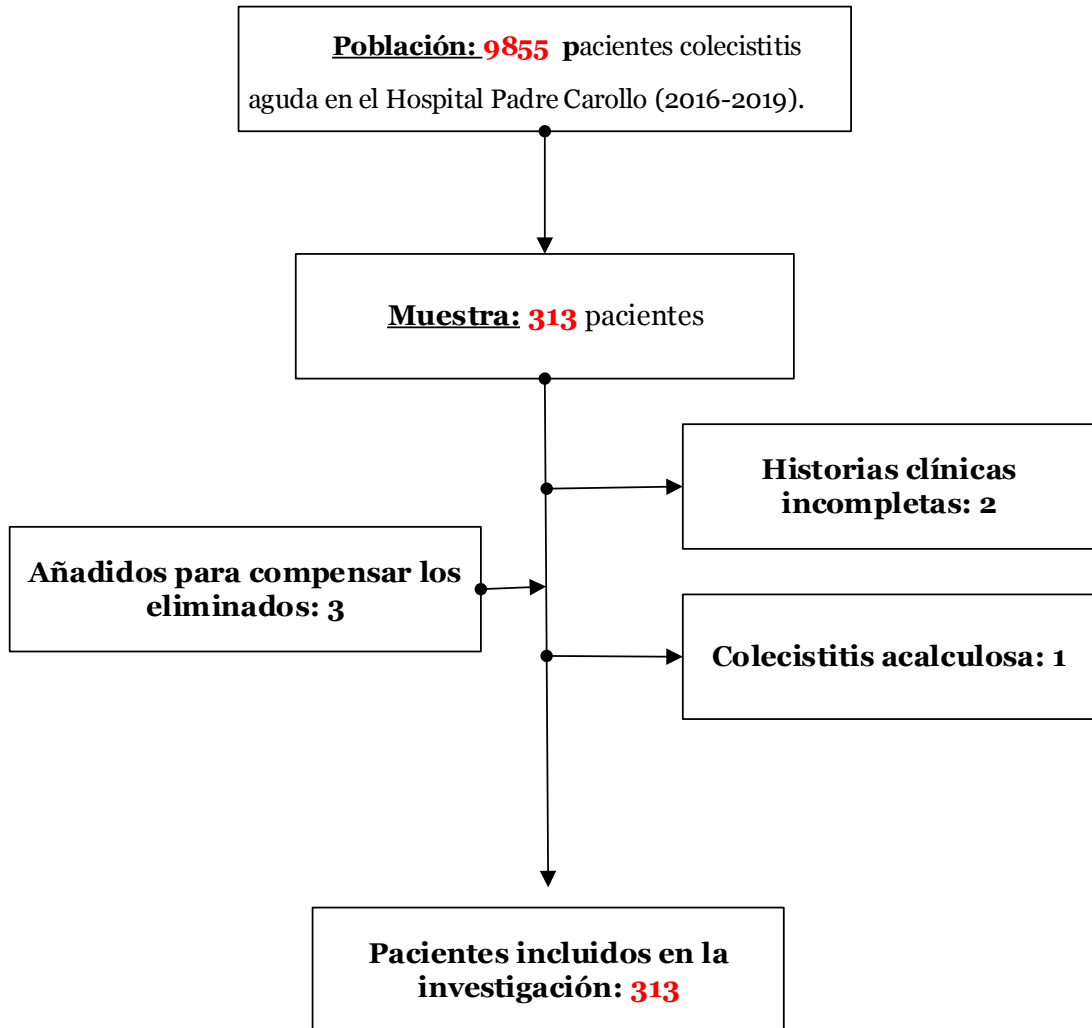 Población: 9855 pacientes colecistitis
aguda en el Hospital Padre Carollo (2016-2019).
Muestra: 313 pacientes
Historias clínicas
incompletas: 2
Añadidos para compensar los
eliminados: 3
Colecistitis acalculosa: 1
Pacientes incluidos en la
investigación: 313